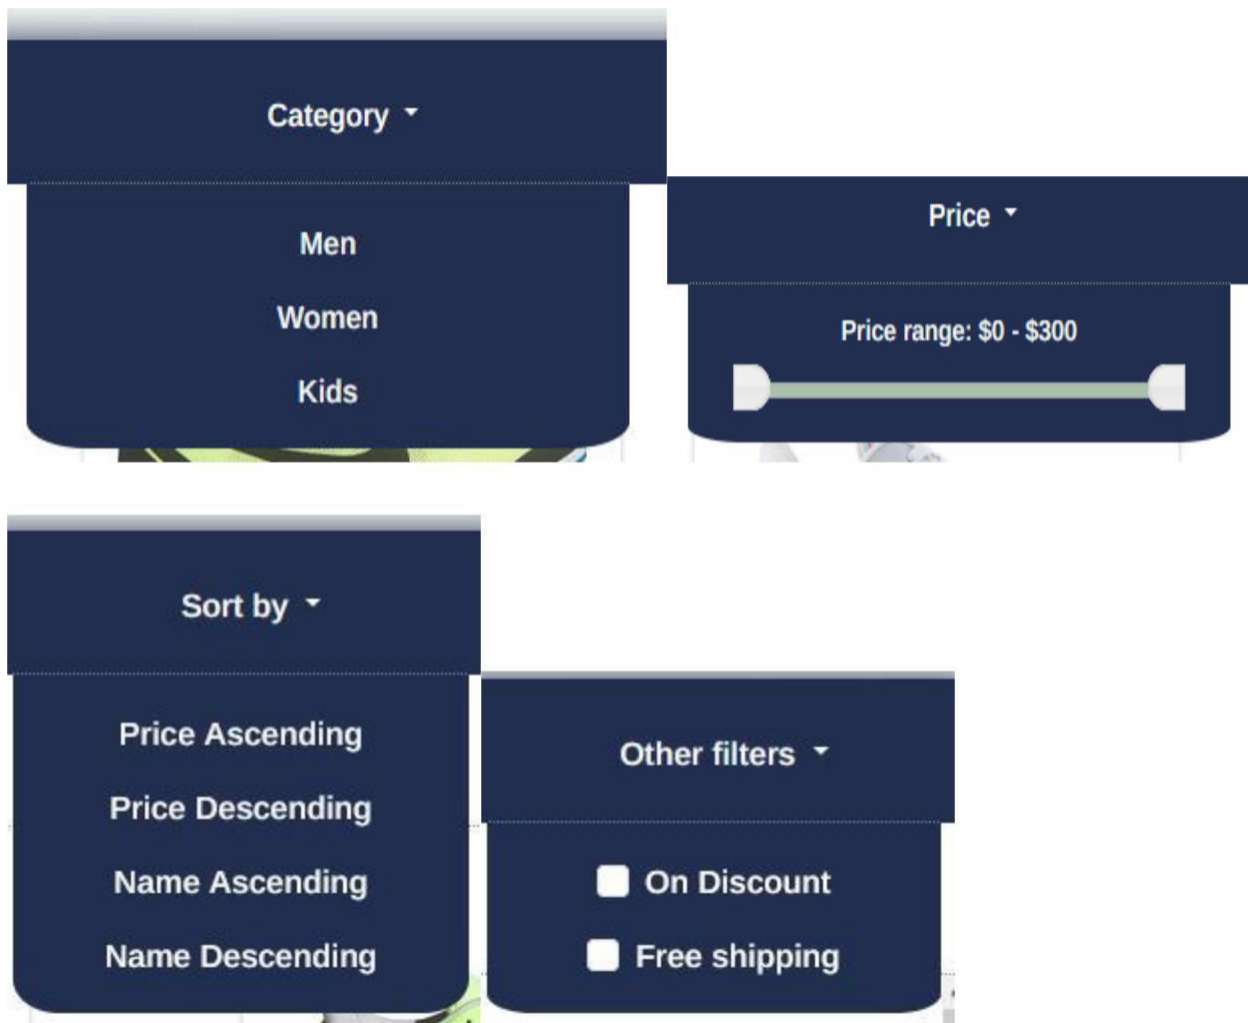 Category
Men
Women
Kids
Price
Price range: $0 - $300
Sort by
Price Ascending
Price Descending
Name Ascending
Name Descending
Other filters
On Discount
Free shipping